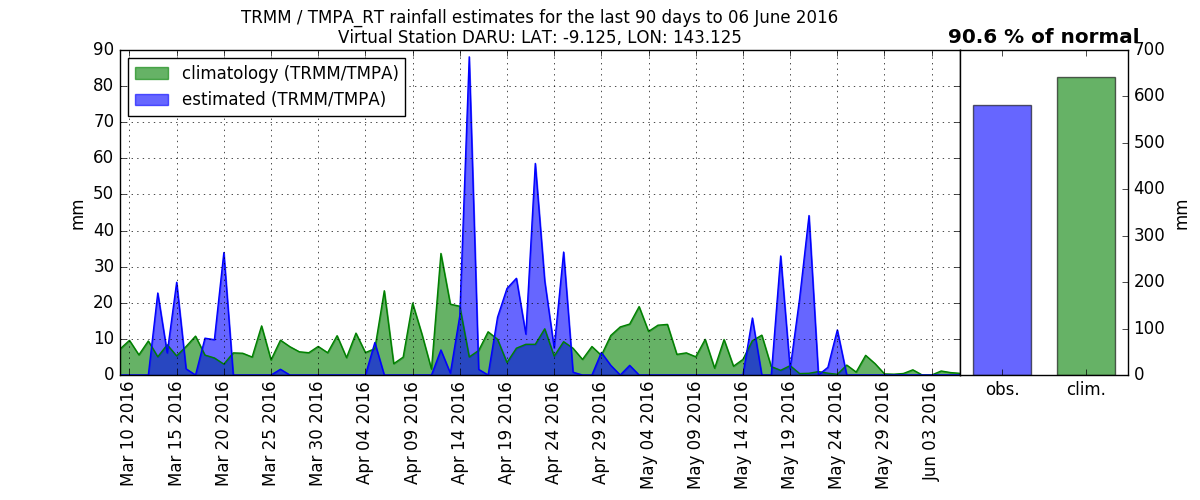 TRMM / TMPA_RT rainfall estimates for the last 90 days to 06 June 2016
Virtual Station DARU: LAT: -9.125, LON: 143.125
90.6 % of normal
climatology (TRMM/TMPA)
estimated (TRMM/TMPA)
mm
90
80
70
60
50
40
30
20
10
0
Mar 10 2016
Mar 15 2016
Mar 20 2016
Mar 25 2016
Mar 30 2016
Apr 04 2016
Apr 09 2016
Apr 14 2016
Apr 19 2016
Apr 24 2016
Apr 29 2016
May 04 2016
May 09 2016
May 14 2016
May 19 2016
May 24 2016
May 29 2016
Jun 03 2016
obs.
clim.
700
600
500
400
300
200
100
0
mm